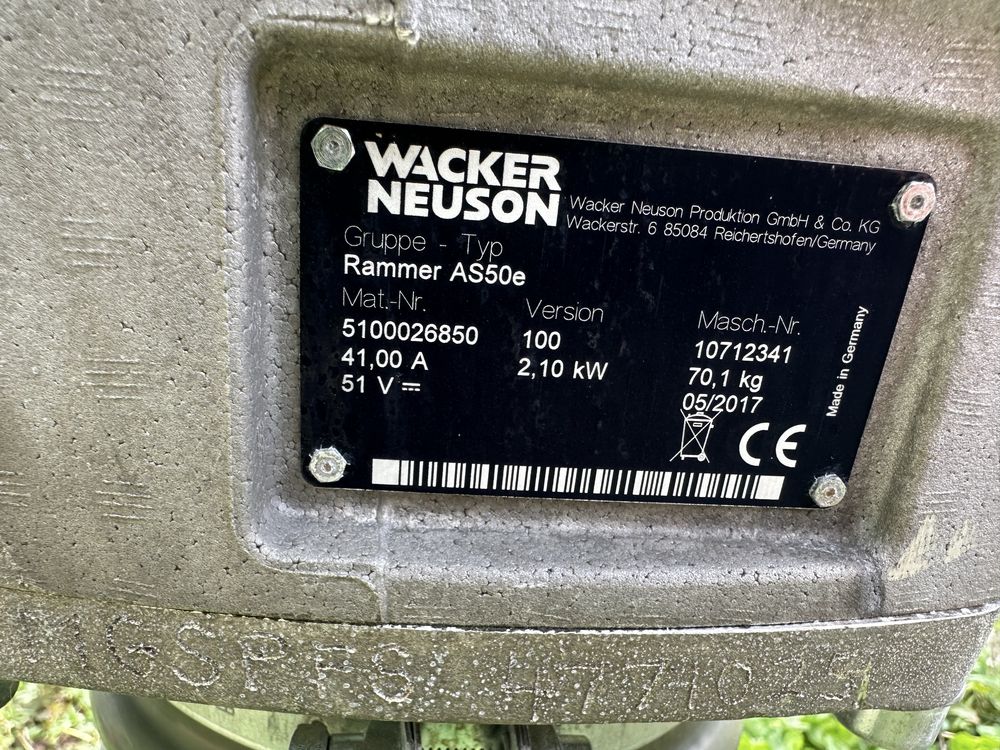 WACKER
NEUSON
Wacker Neuson Produktion GmbH & Co. KG
Wackerstr. 6 85084 Reichertshofen/Germany
Gruppe - Typ
Rammer AS50e
Mat.-Nr. Version Masch.-Nr.
5100026850 100 10712341
41,00 A 2,10 kW 70,1 kg
51 V 05/2017
Made in Germany
CE